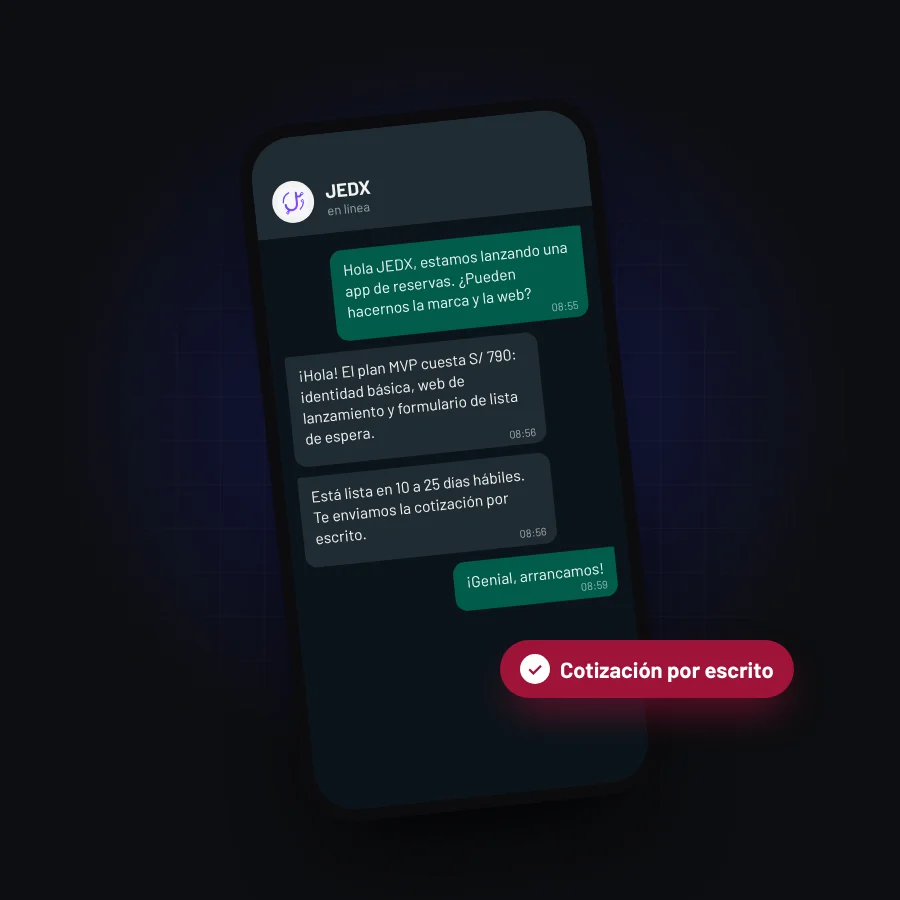 JEDX
en línea
Hola JEDX, estamos lanzando una
app de reservas. ¿Pueden
hacernos la marca y la web?
08:55
¡Hola! El plan MVP cuesta S/ 790:
identidad básica, web de
lanzamiento y formulario de lista
de espera.
08:56
Está lista en 10 a 25 días hábiles.
Te enviamos la cotización por
escrito.
08:56
¡Genial, arrancamos!
08:59
Cotización por escrito